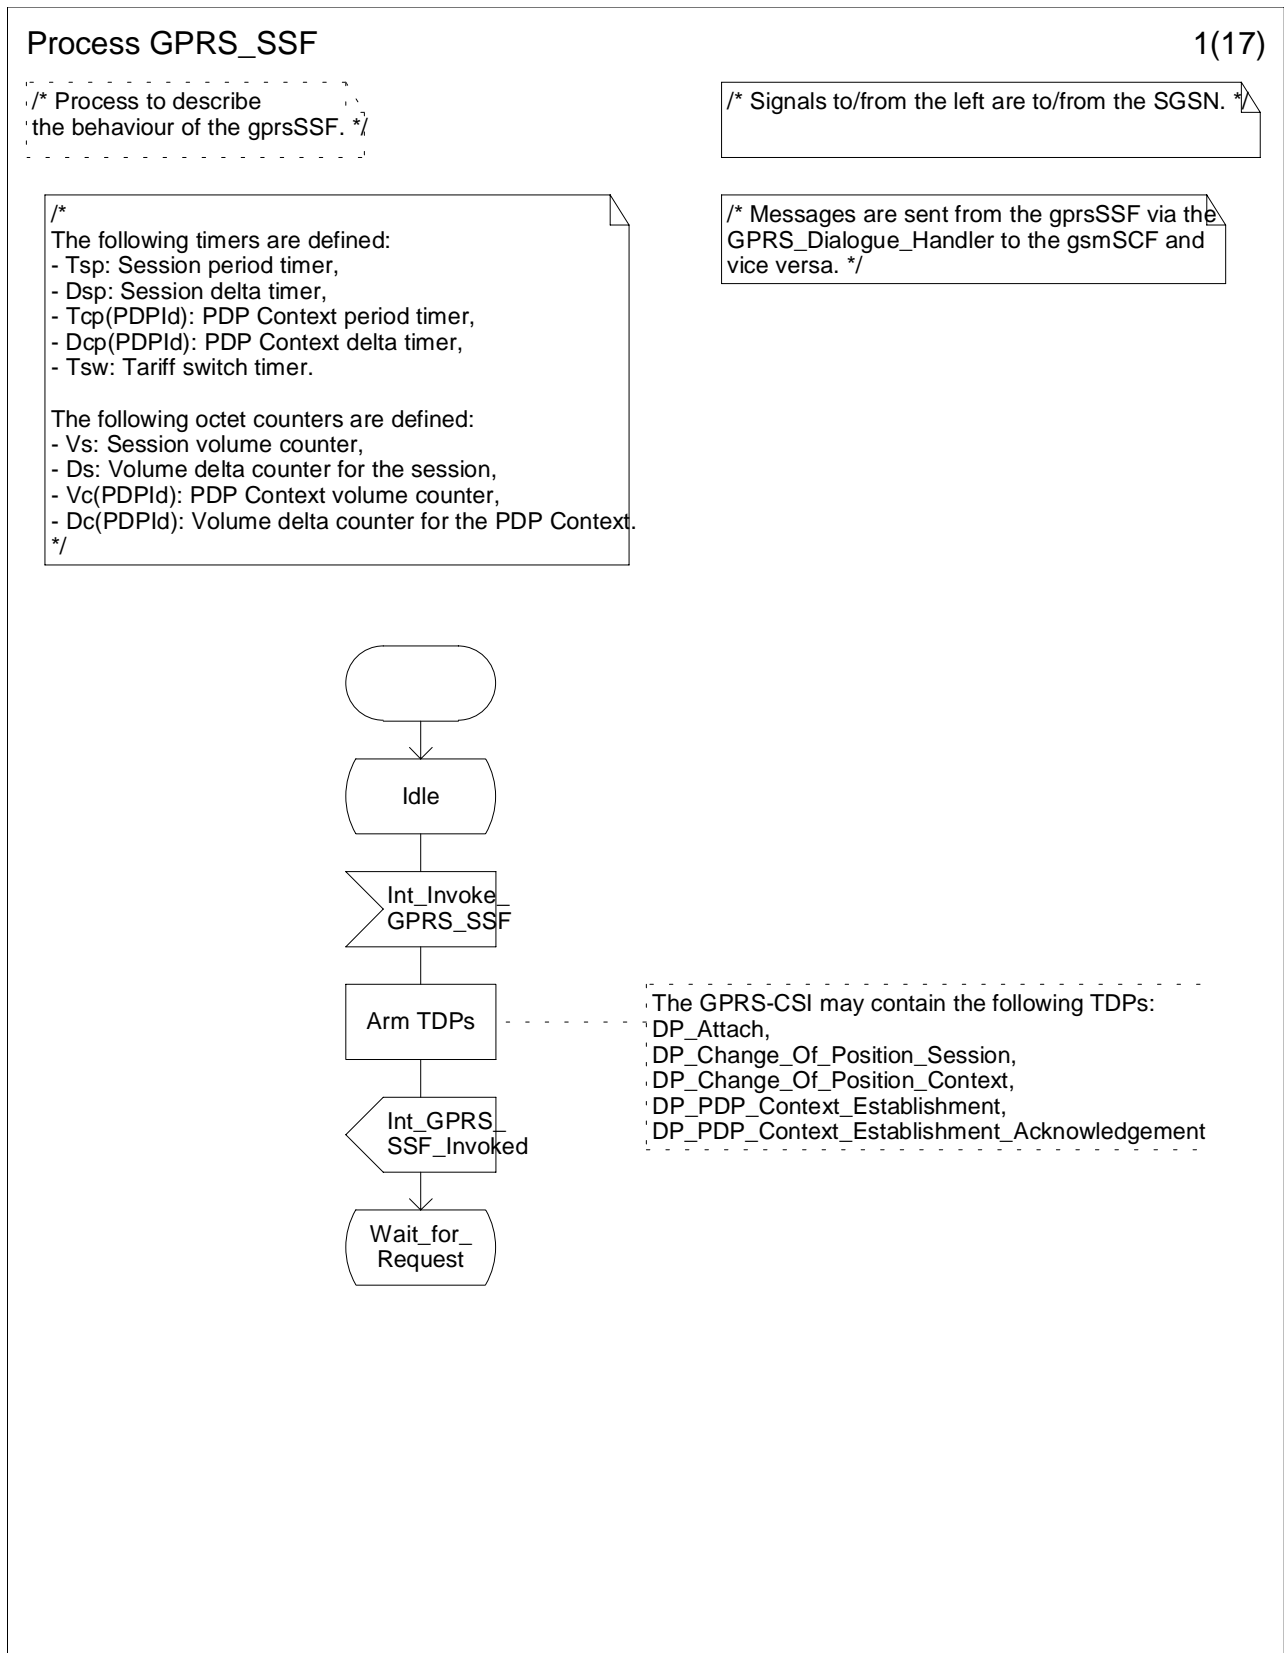 Process GPRS_SSF
1(17)
/* Process to describe
the behaviour of the gprsSSF. */
/* Signals to/from the left are to/from the SGSN. */
/*
The following timers are defined:
- Tsp: Session period timer,
- Dsp: Session delta timer,
- Tcp(PDPId): PDP Context period timer,
- Dcp(PDPId): PDP Context delta timer,
- Tsw: Tariff switch timer.
The following octet counters are defined:
- Vs: Session volume counter,
- Ds: Volume delta counter for the session,
- Vc(PDPId): PDP Context volume counter,
- Dc(PDPId): Volume delta counter for the PDP Context.
*/
/* Messages are sent from the gprsSSF via the
GPRS_Dialogue_Handler to the gsmSCF and
vice versa. */
Idle
Int_Invoke_
GPRS_SSF
Arm TDPs
The GPRS-CSI may contain the following TDPs:
DP_Attach,
DP_Change_Of_Position_Session,
DP_Change_Of_Position_Context,
DP_PDP_Context_Establishment,
DP_PDP_Context_Establishment_Acknowledgement
Int_GPRS_
SSF_Invoked
Wait_for_
Request